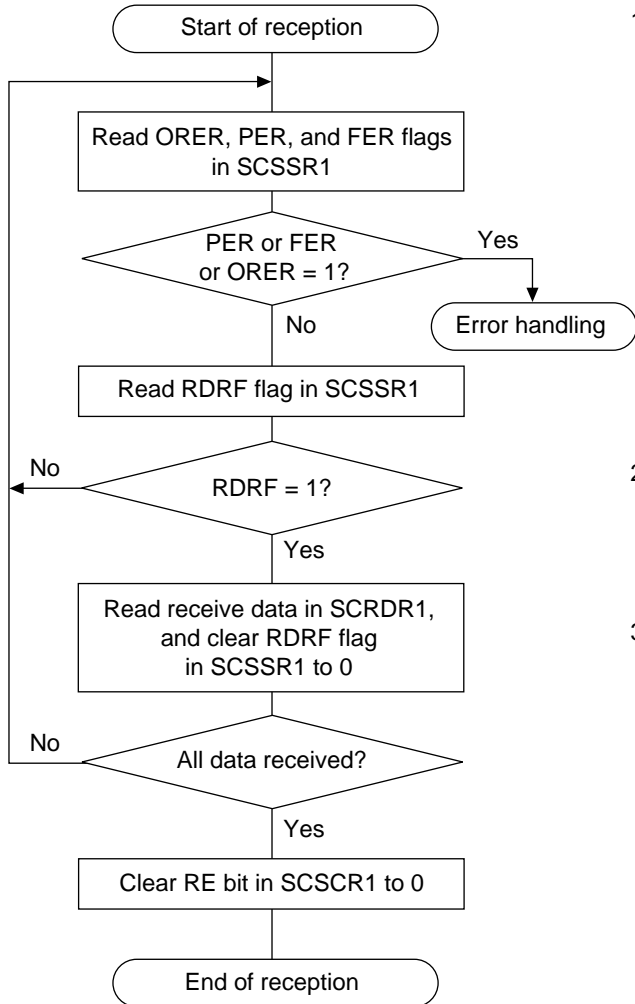 Start of reception
1
Read ORER, PER, and FER flags
in SCSSR1
PER or FER
or ORER = 1?
Yes
Error handling
No
Read RDRF flag in SCSSR1
No
RDRF = 1?
2
Yes
Read receive data in SCRDR1,
and clear RDRF flag
in SCSSR1 to 0
3
No
All data received?
Yes
Clear RE bit in SCSCR1 to 0
End of reception